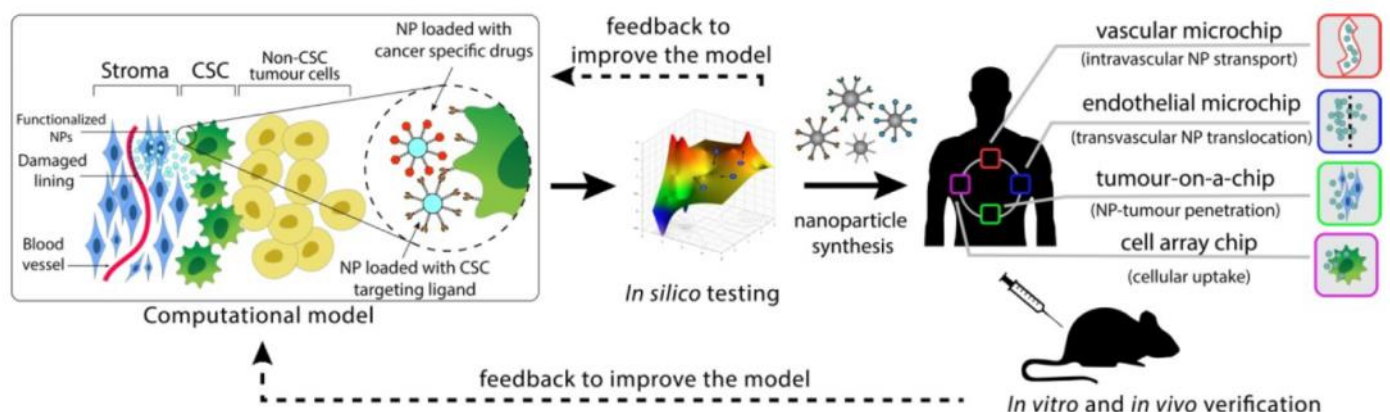 NP loaded with
cancer specific drugs
Non-CSC
tumour cells
Stroma
CSC
Functionalized
NPs
Damaged
lining
Blood
vessel
NP loaded with CSC
targeting ligand
Computational model
feedback to
improve the model
In silico testing
nanoparticle
synthesis
vascular microchip
(intravascular NP stransport)
endothelial microchip
(transvascular NP translocation)
tumour-on-a-chip
(NP-tumour penetration)
cell array chip
(cellular uptake)
feedback to improve the model
In vitro and in vivo verification